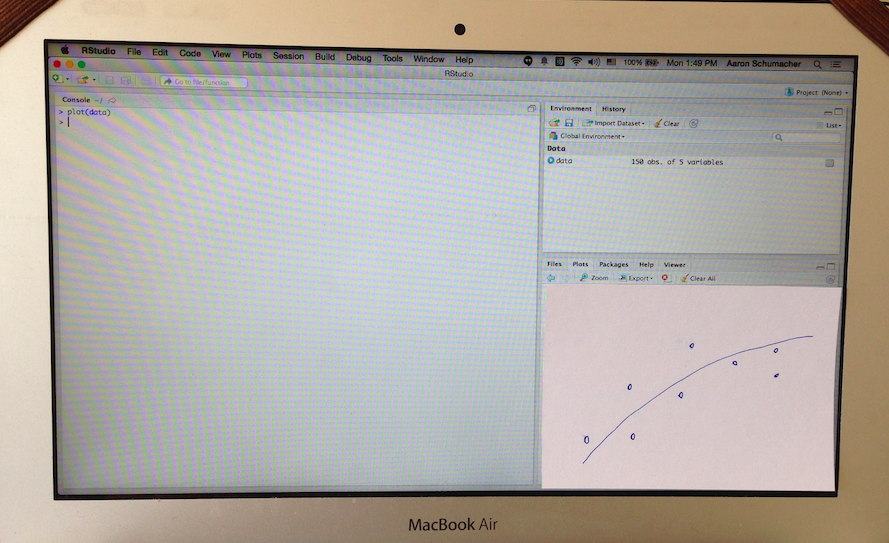 RStudio File Edit Code View Plots Session Build Debug Tools Window Help 100% Mon 1:49 PM Aaron Schumacher
RStudio
Go to file/function
Project: (None)
Console ~/
> plot(data)
>
Environment History
Import Dataset Clear List
Global Environment
Data
data 150 obs. of 5 variables
Files Plots Packages Help Viewer
Zoom Export Clear All
MacBook Air